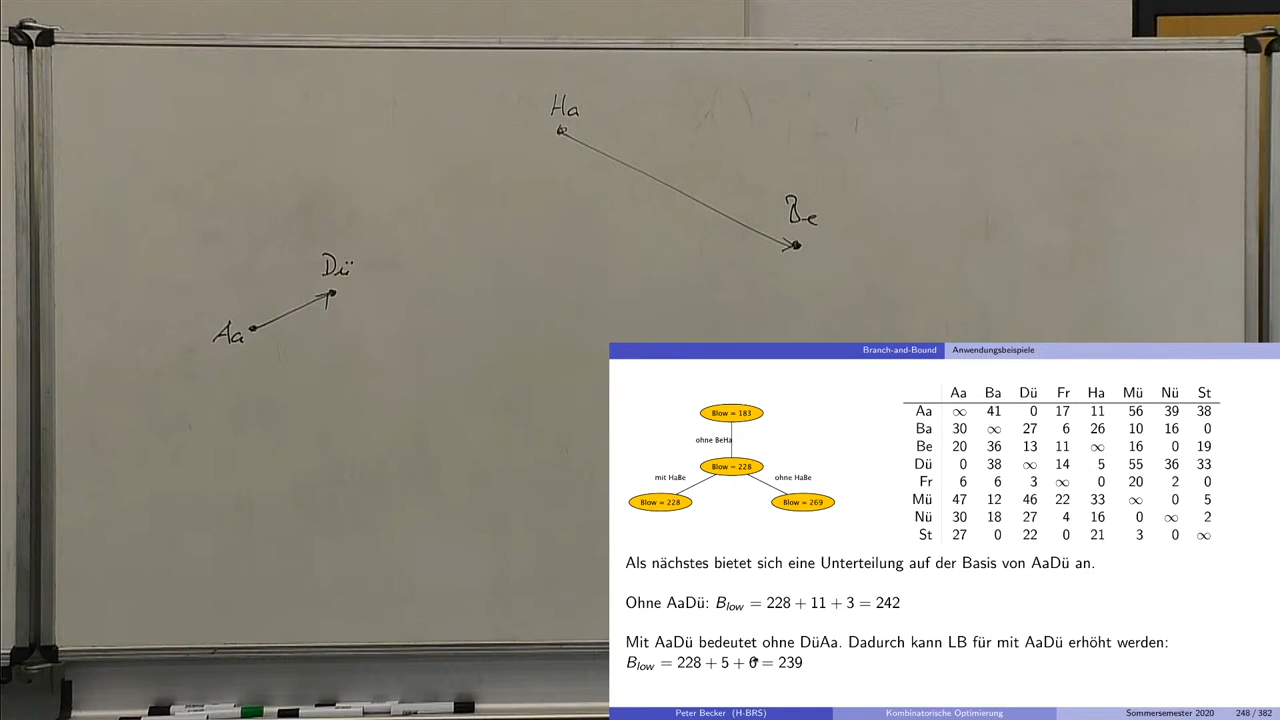 Ha
Be
Dü
Aa
Branch-and-Bound Anwendungsbeispiele
Blow = 183
ohne BeHa
Blow = 228
mit HaBe ohne HaBe
Blow = 228 Blow = 269
Aa Ba Dü Fr Ha Mü Nü St
Aa ∞ 41 0 17 11 56 39 38
Ba 30 ∞ 27 6 26 10 16 0
Be 20 36 13 11 ∞ 16 0 19
Dü 0 38 ∞ 14 5 55 36 33
Fr 6 6 3 ∞ 0 20 2 0
Mü 47 12 46 22 33 ∞ 0 5
Nü 30 18 27 4 16 0 ∞ 2
St 27 0 22 0 21 3 0 ∞
Als nächstes bietet sich eine Unterteilung auf der Basis von AaDü an.
Ohne AaDü: Blow = 228 + 11 + 3 = 242
Mit AaDü bedeutet ohne DüAa. Dadurch kann LB für mit AaDü erhöht werden:
Blow = 228 + 5 + 6 = 239
Peter Becker (H-BRS) Kombinatorische Optimierung Sommersemester 2020 248 / 382